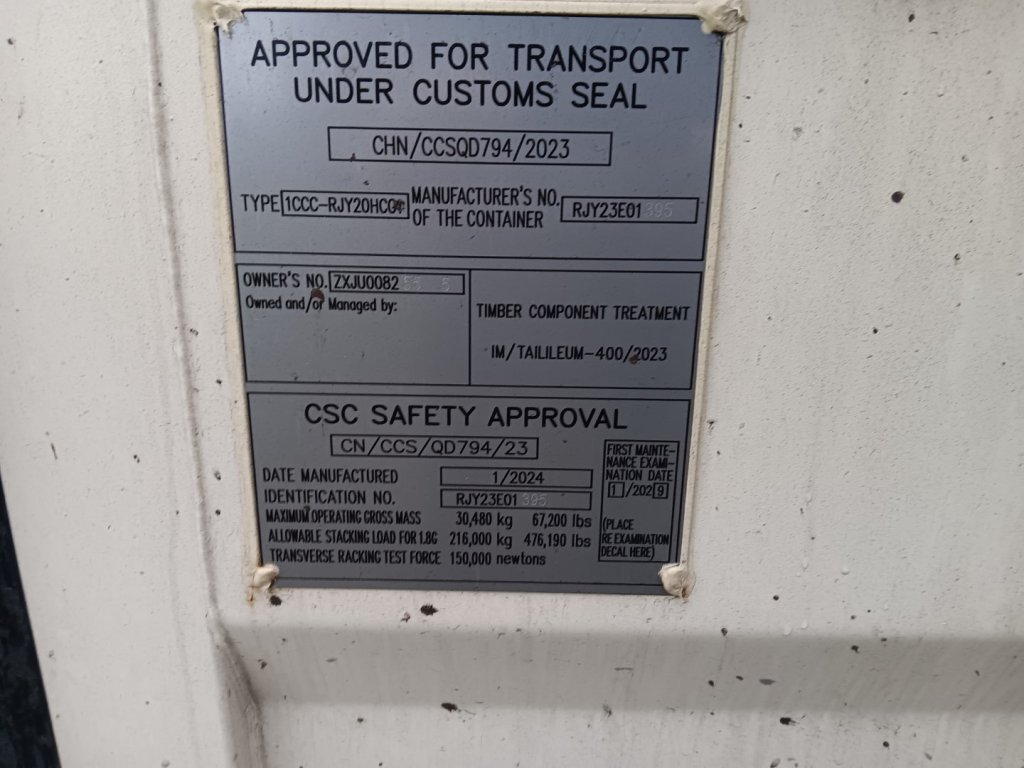 APPROVED FOR TRANSPORT
UNDER CUSTOMS SEAL
CHN/CCSQD794/2023
TYPE 1CCC-RJY20HC01 MANUFACTURER'S NO.
OF THE CONTAINER
RJY23E01395
OWNER'S NO. ZXJU0082
Owned and/or Managed by:
TIMBER COMPONENT TREATMENT
IM/TAILILEUM-400/2023
CSC SAFETY APPROVAL
CN/CCS/QD794/23
DATE MANUFACTURED 1/2024
IDENTIFICATION NO. RJY23E01395
MAXIMUM OPERATING GROSS MASS 30,480 kg 67,200 lbs
ALLOWABLE STACKING LOAD FOR 1.8G 216,000 kg 476,190 lbs
TRANSVERSE RACKING TEST FORCE 150,000 newtons
FIRST MAINTE-
NANCE EXAMI-
NATION DATE
1/2029
(PLACE
RE EXAMINATION
DECAL HERE)